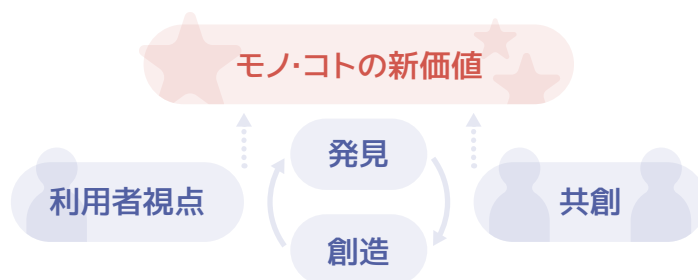 モノ・コトの新価値
発見
利用者視点
共創
創造